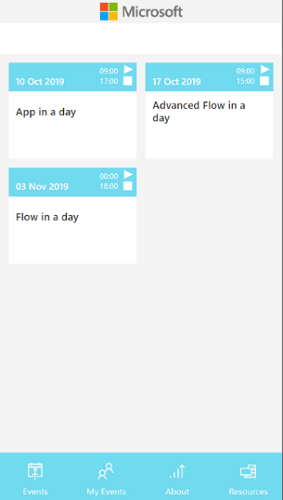 Microsoft
09:00
10 Oct 2019 17:00
App in a day
09:00
17 Oct 2019 15:00
Advanced Flow in a
day
00:00
03 Nov 2019 18:00
Flow in a day
Events My Events About Resources